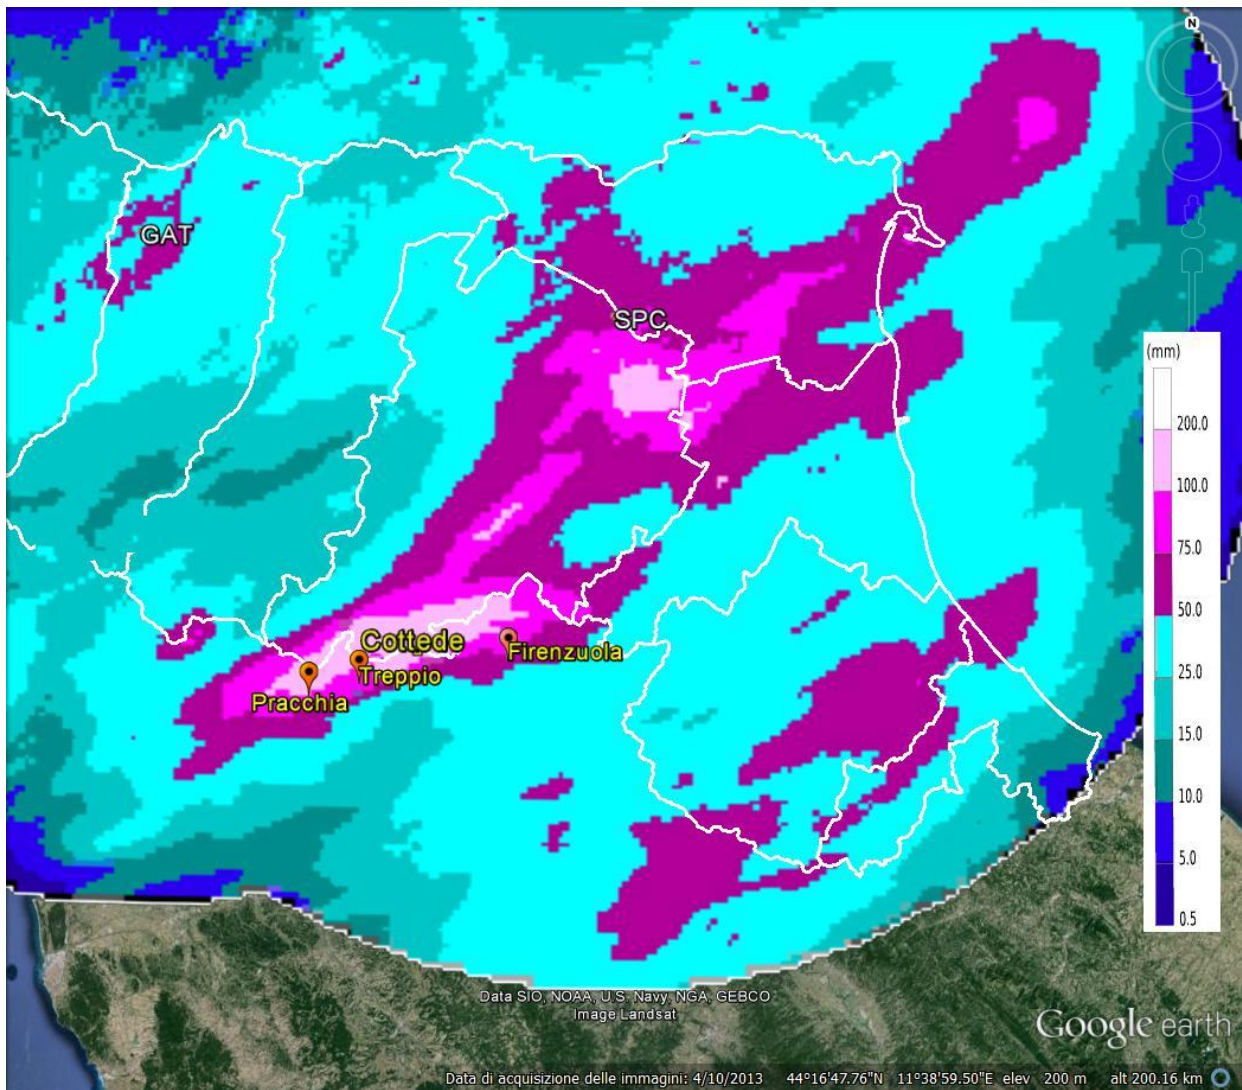 N
GAT
SPC
(mm)
200.0
100.0
75.0
50.0
25.0
15.0
10.0
5.0
0.5
Cottede
Firenzuola
Treppio
Pracchia
Data SIO, NOAA, U.S. Navy, NGA, GEBCO
Image Landsat
Google earth
Data di acquisizione delle immagini: 4/10/2013 44°16'47.76"N 11°38'59.50"E elev 200 m alt 200.16 km